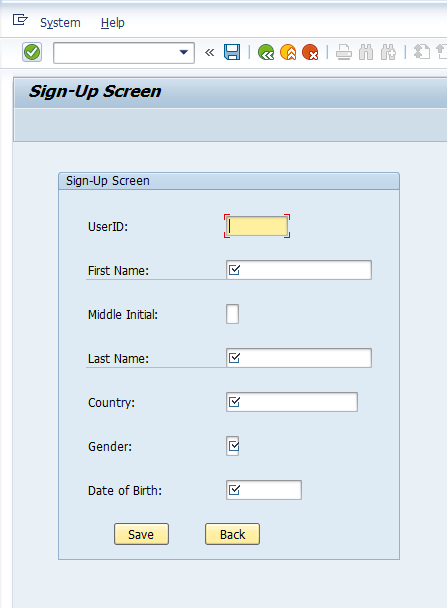 System Help
Sign-Up Screen
Sign-Up Screen
UserID:
First Name:
Middle Initial:
Last Name:
Country:
Gender:
Date of Birth:
Save Back